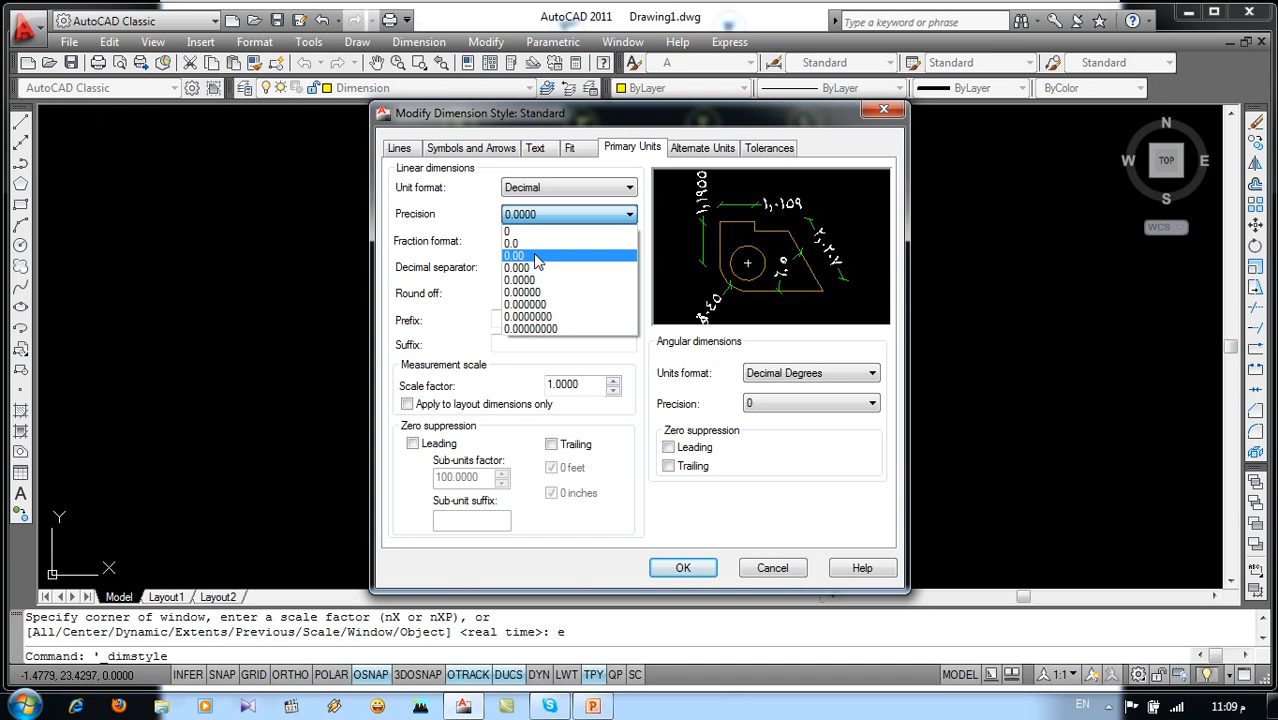 AutoCAD Classic
AutoCAD 2011 Drawing1.dwg
Type a keyword or phrase
File Edit View Insert Format Tools Draw Dimension Modify Parametric Window Help Express
A Standard Standard Standard
AutoCAD Classic Dimension ByLayer ByLayer ByLayer ByColor
Modify Dimension Style: Standard
Lines Symbols and Arrows Text Fit Primary Units Alternate Units Tolerances
Linear dimensions
Unit format: Decimal
Precision 0.0000
0
0.0
0.00
0.000
0.0000
0.00000
0.000000
0.0000000
0.00000000
Fraction format:
Decimal separator:
Round off:
Prefix:
Suffix:
Measurement scale
Scale factor: 1.0000
Apply to layout dimensions only
Zero suppression
Leading Trailing
Sub-units factor: 0 feet
100.0000
Sub-unit suffix: 0 inches
Angular dimensions
Units format: Decimal Degrees
Precision: 0
Zero suppression
Leading
Trailing
OK Cancel Help
N
W TOP E
S
WCS
Y
X
Model Layout1 Layout2
Specify corner of window, enter a scale factor (nX or nXP), or
[All/Center/Dynamic/Extents/Previous/Scale/Window/Object] <real time>: e
Command: '_dimstyle
-1.4779, 23.4297, 0.0000 INFER SNAP GRID ORTHO POLAR OSNAP 3DOSNAP OTRACK DUCS DYN LWT TPY QP SC MODEL 1:1
EN 11:09 م